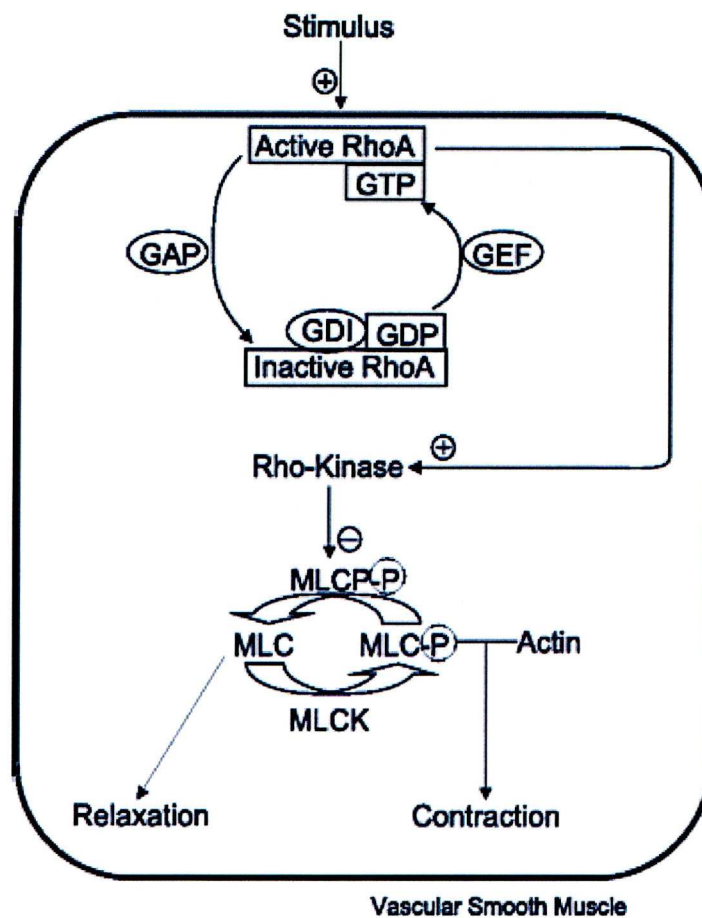 Stimulus
⊕
Active RhoA
GTP
GAP
GEF
GDI
GDP
Inactive RhoA
⊕
Rho-Kinase
⊖
MLCP-P
MLC
MLC-P
Actin
MLCK
Relaxation
Contraction
Vascular Smooth Muscle